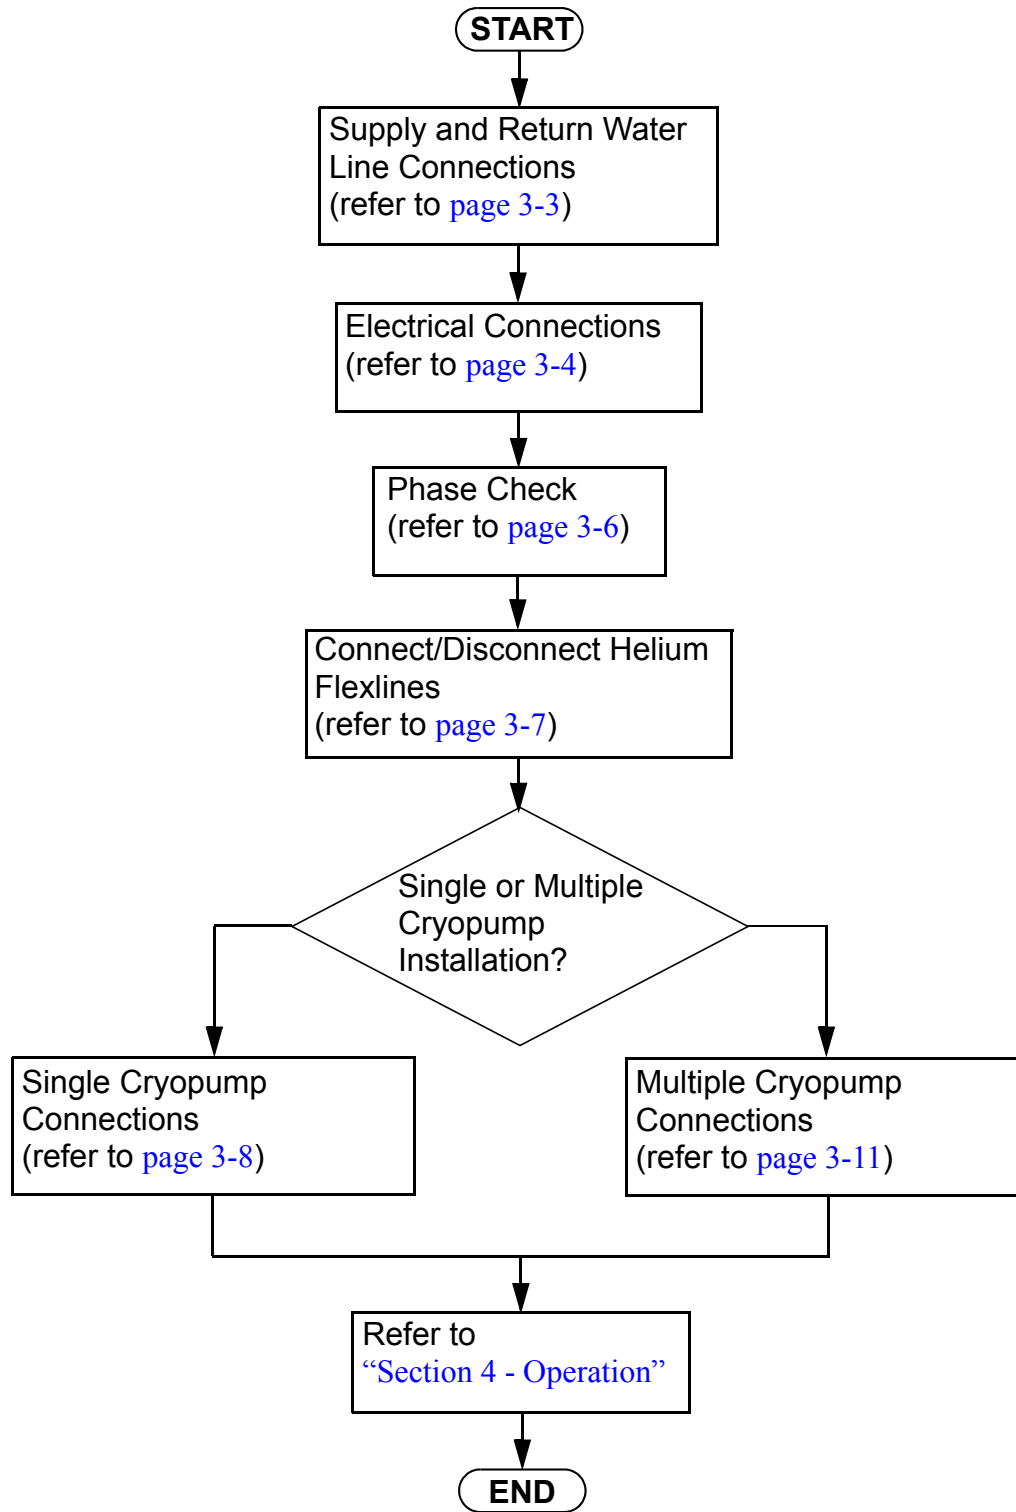 START
Supply and Return Water
Line Connections
(refer to page 3-3)
Electrical Connections
(refer to page 3-4)
Phase Check
(refer to page 3-6)
Connect/Disconnect Helium
Flexlines
(refer to page 3-7)
Single or Multiple
Cryopump
Installation?
Single Cryopump
Connections
(refer to page 3-8)
Multiple Cryopump
Connections
(refer to page 3-11)
Refer to
“Section 4 - Operation”
END